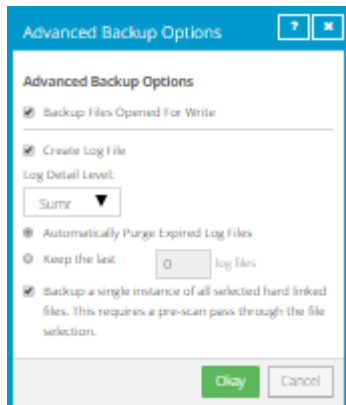 Advanced Backup Options
? ×
Advanced Backup Options
Backup Files Opened For Write
Create Log File
Log Detail Level:
Sumr
Automatically Purge Expired Log Files
Keep the last 0 log files
Backup a single instance of all selected hard linked
files. This requires a pre-scan pass through the file
selection.
Okay Cancel